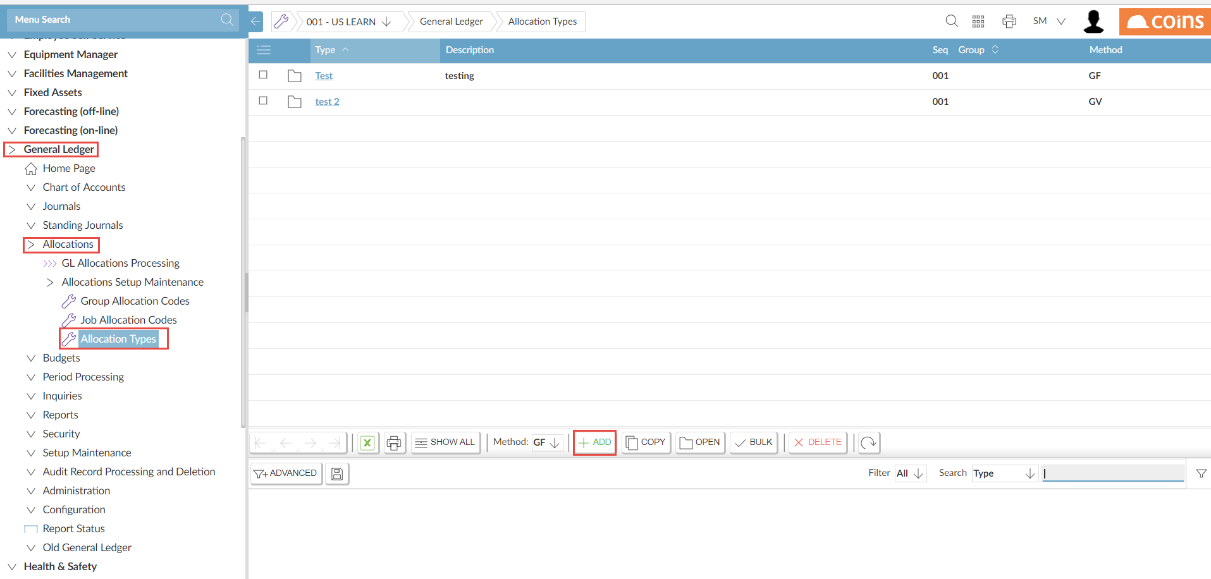 Menu Search
001 - US LEARN
General Ledger
Allocation Types
SM
coins
Equipment Manager
Facilities Management
Fixed Assets
Forecasting (off-line)
Forecasting (on-line)
General Ledger
Home Page
Chart of Accounts
Journals
Standing Journals
Allocations
GL Allocations Processing
Allocations Setup Maintenance
Group Allocation Codes
Job Allocation Codes
Allocation Types
Budgets
Period Processing
Inquiries
Reports
Security
Setup Maintenance
Audit Record Processing and Deletion
Administration
Configuration
Report Status
Old General Ledger
Health & Safety
Type Description Seq Group Method
Test testing 001 GF
test 2 001 GV
SHOW ALL Method: GF ADD COPY OPEN BULK DELETE
ADVANCED Filter All Search Type